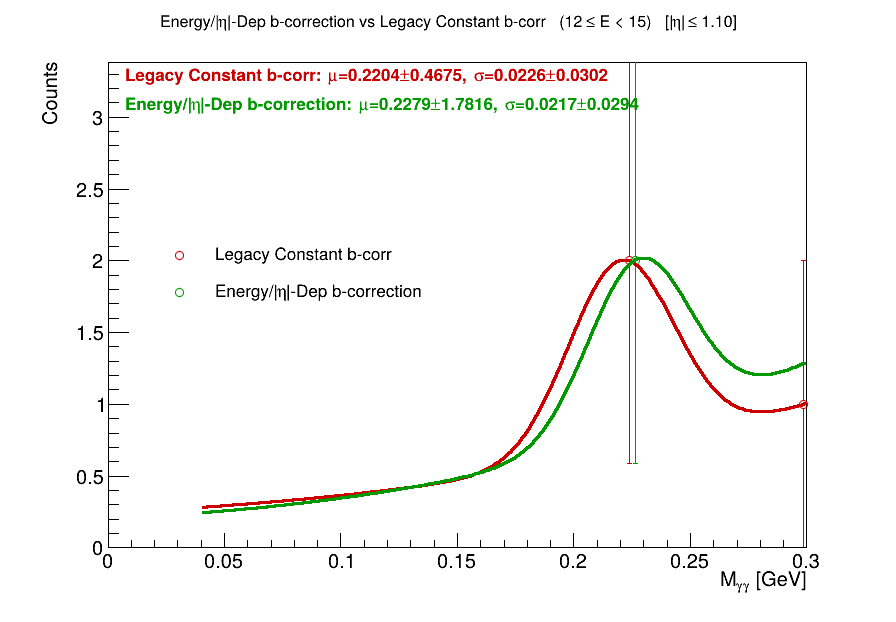 Energy/|η|-Dep b-correction vs Legacy Constant b-corr (12 ≤ E < 15) [|η| ≤ 1.10]
Counts
Legacy Constant b-corr: μ=0.2204±0.4675, σ=0.0226±0.0302
Energy/|η|-Dep b-correction: μ=0.2279±1.7816, σ=0.0217±0.0294
3
2.5
2
1.5
1
0.5
0
Legacy Constant b-corr
Energy/|η|-Dep b-correction
0 0.05 0.1 0.15 0.2 0.25 0.3
Mγγ [GeV]